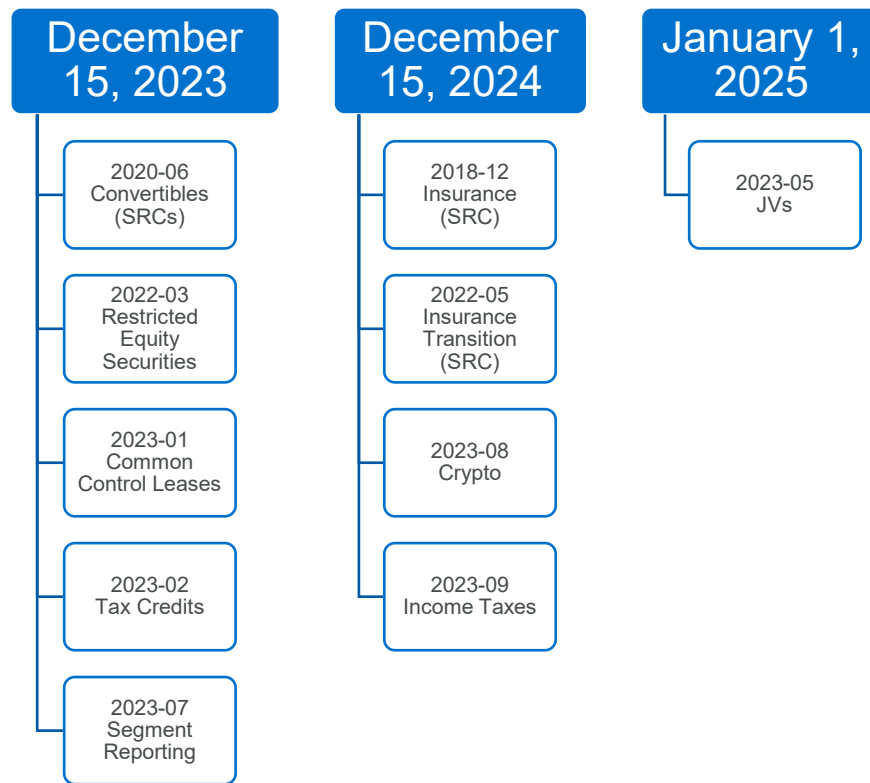 December
15, 2023
2020-06
Convertibles
(SRCs)
2022-03
Restricted
Equity
Securities
2023-01
Common
Control Leases
2023-02
Tax Credits
2023-07
Segment
Reporting
December
15, 2024
2018-12
Insurance
(SRC)
2022-05
Insurance
Transition
(SRC)
2023-08
Crypto
2023-09
Income Taxes
January 1,
2025
2023-05
JVs